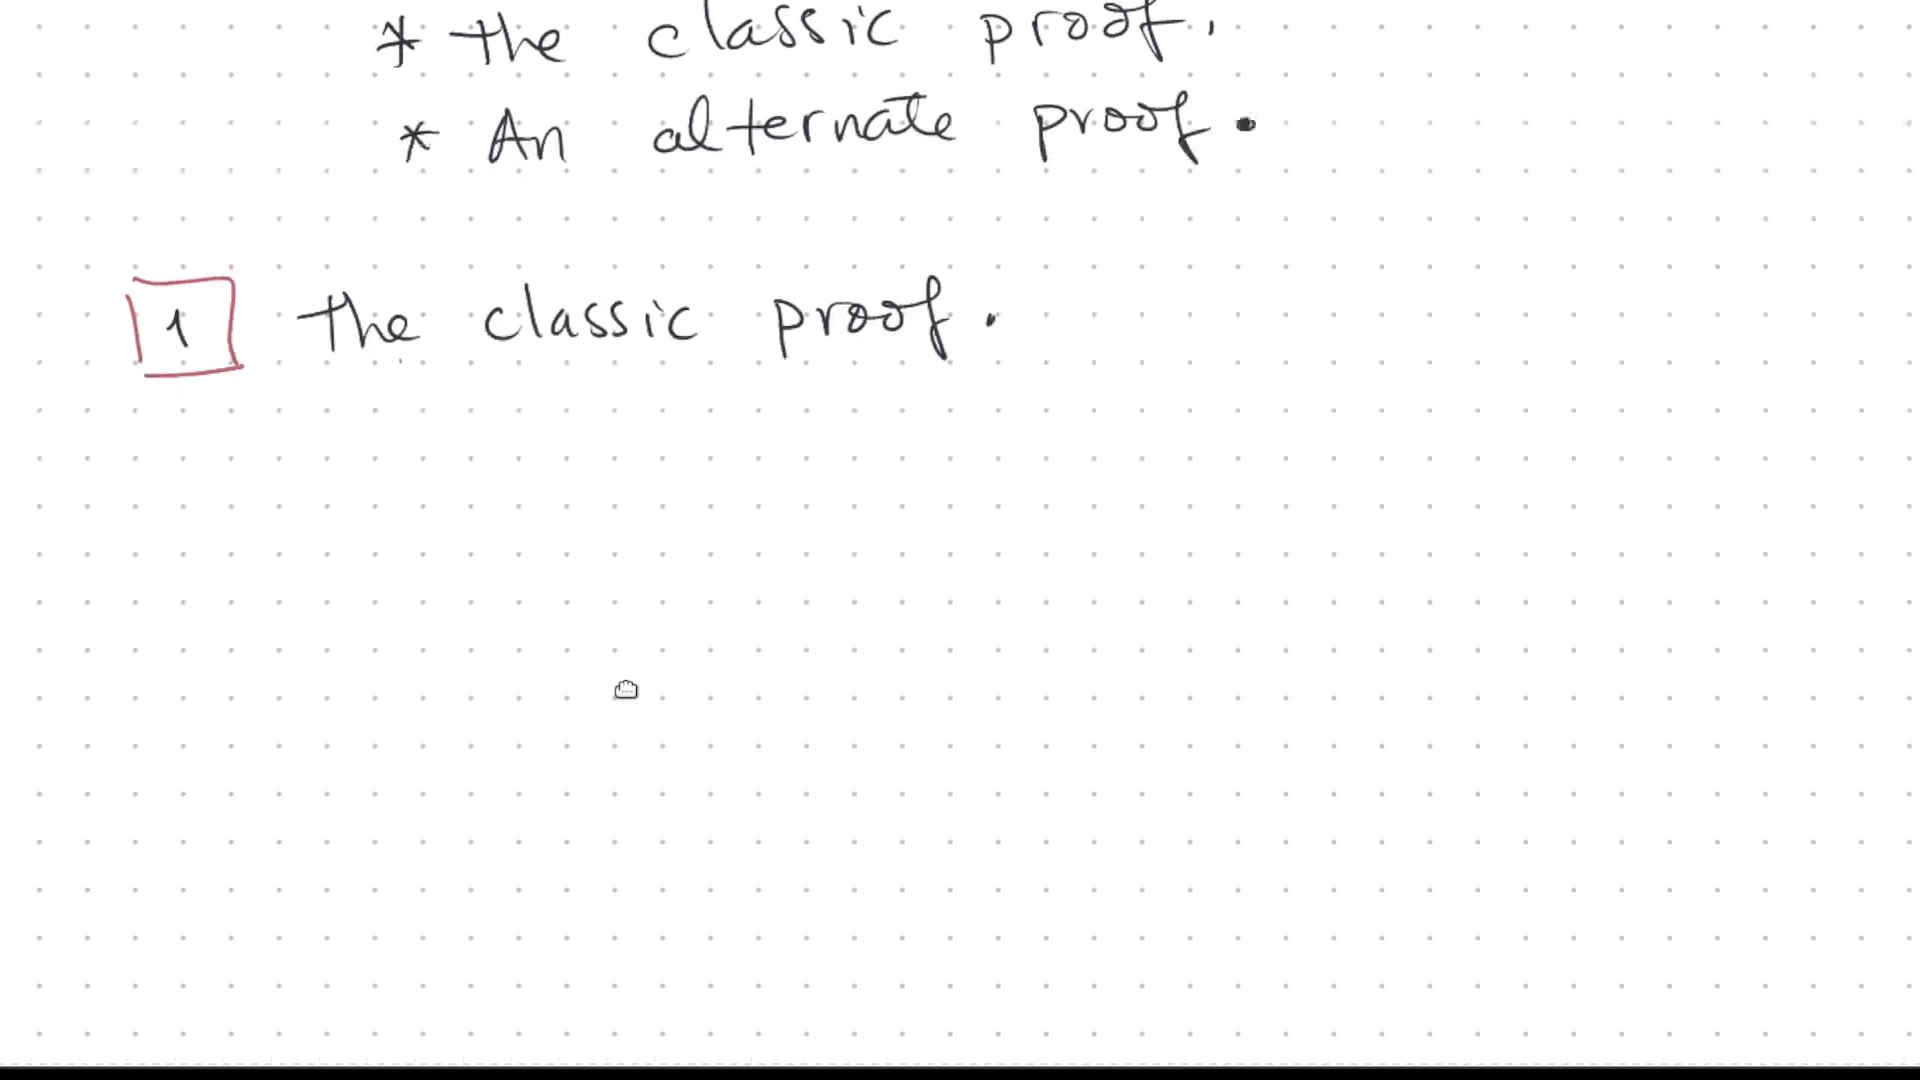 * the classic proof.
* An alternate proof.
1 the classic proof.